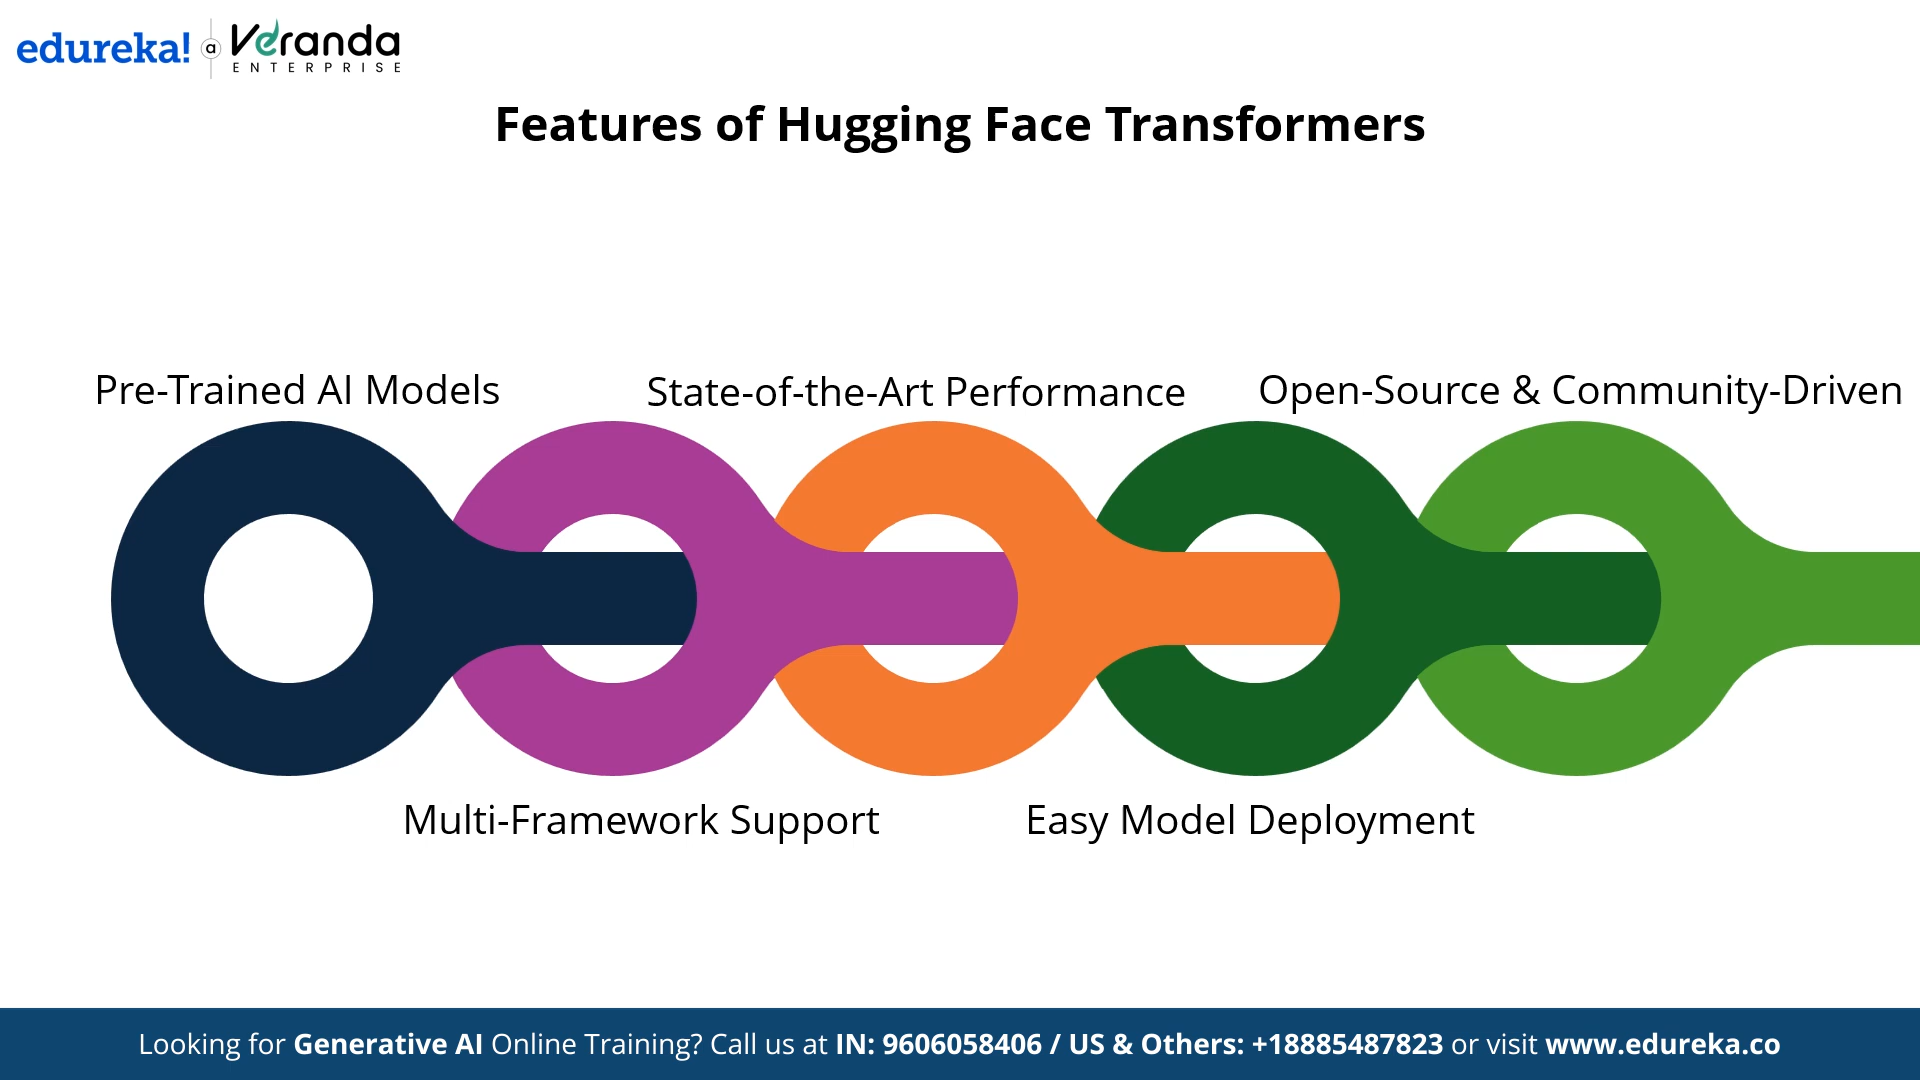 edureka! a Veranda
ENTERPRISE
Features of Hugging Face Transformers
Pre-Trained AI Models
State-of-the-Art Performance
Open-Source & Community-Driven
Multi-Framework Support
Easy Model Deployment
Looking for Generative AI Online Training? Call us at IN: 9606058406 / US & Others: +18885487823 or visit www.edureka.co